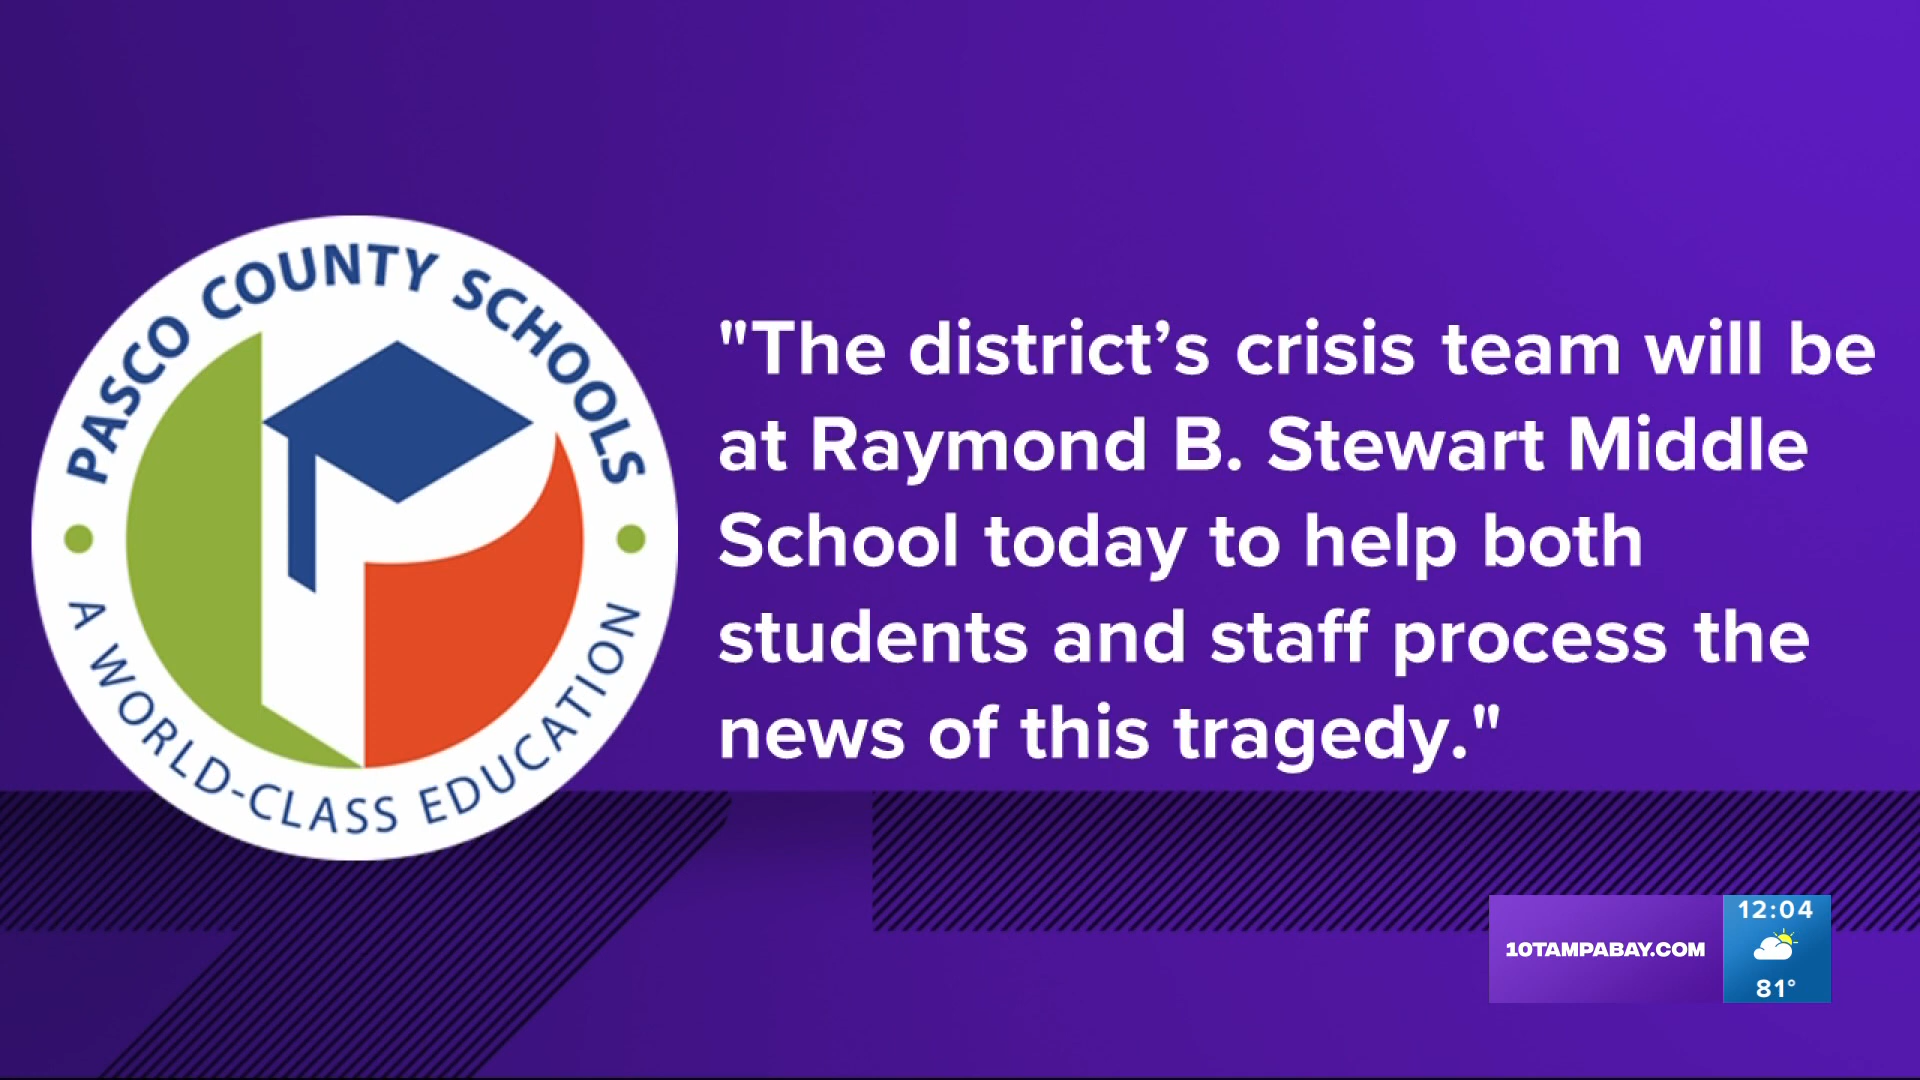 PASCO COUNTY SCHOOLS
A WORLD-CLASS EDUCATION
"The district’s crisis team will be
at Raymond B. Stewart Middle
School today to help both
students and staff process the
news of this tragedy."
10TAMPABAY.COM
12:04
81°